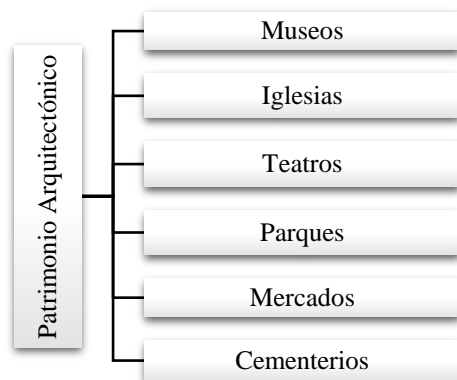 Patrimonio Arquitectónico
Museos
Iglesias
Teatros
Parques
Mercados
Cementerios